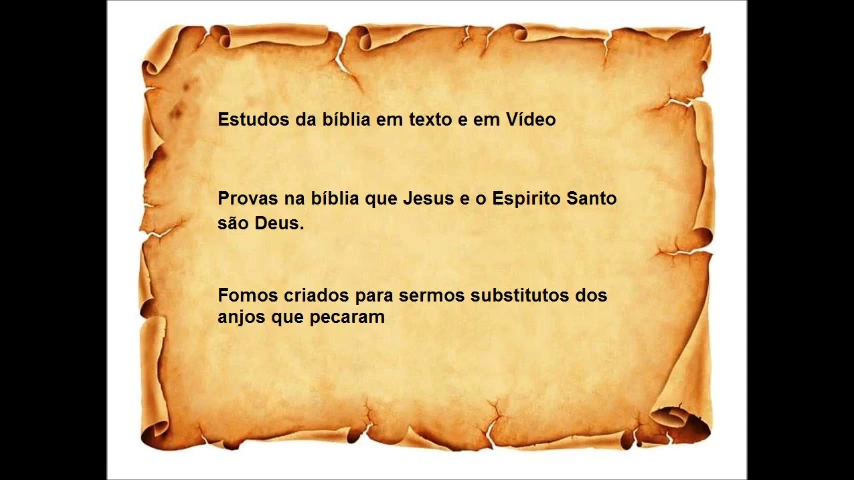 Estudos da bíblia em texto e em Vídeo
Provas na bíblia que Jesus e o Espirito Santo
são Deus.
Fomos criados para sermos substitutos dos
anjos que pecaram